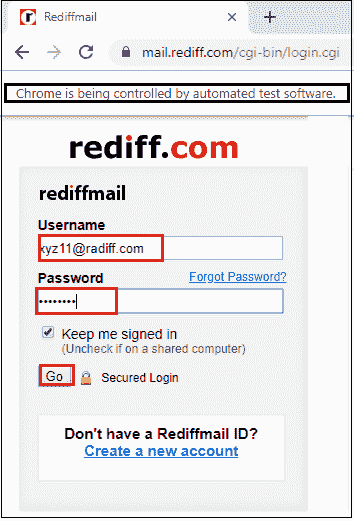 Rediffmail
mail.rediff.com/cgi-bin/login.cgi
Chrome is being controlled by automated test software.
rediff.com
rediffmail
Username
xyz11@radiff.com
Password Forgot Password?
••••••••
Keep me signed in
(Uncheck if on a shared computer)
Go Secured Login
Don't have a Rediffmail ID?
Create a new account